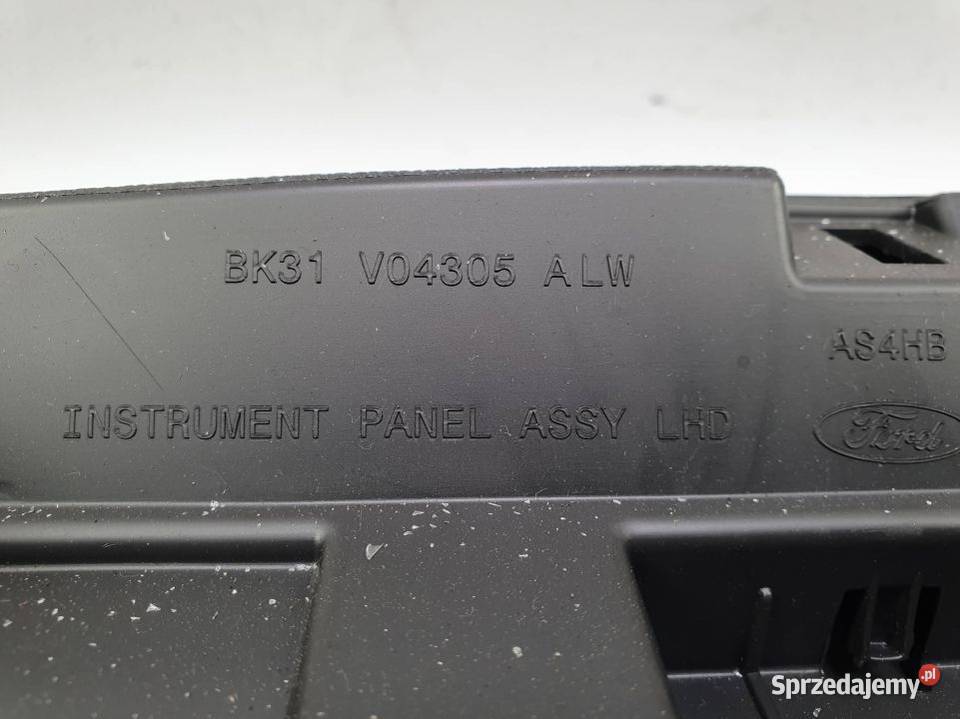 BK31 V04305 ALW
AS4HB
INSTRUMENT PANEL ASSY LHD
Ford
Sprzedajemy.pl